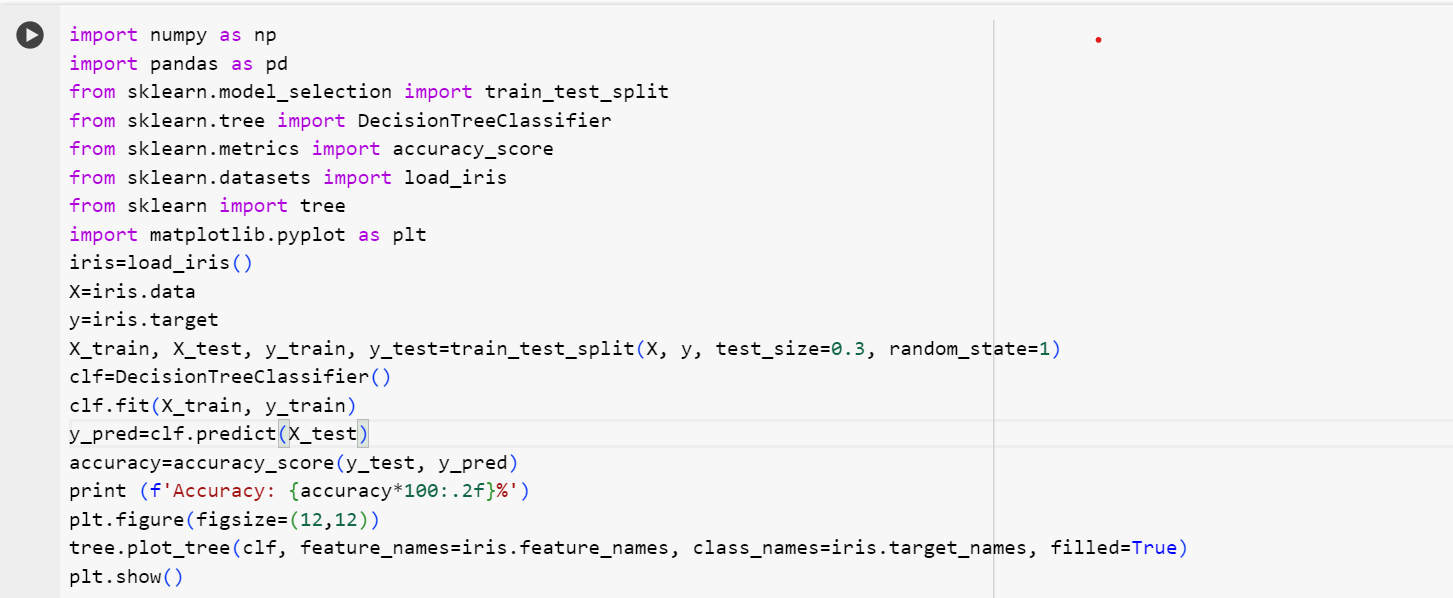 import numpy as np
import pandas as pd
from sklearn.model_selection import train_test_split
from sklearn.tree import DecisionTreeClassifier
from sklearn.metrics import accuracy_score
from sklearn.datasets import load_iris
from sklearn import tree
import matplotlib.pyplot as plt
iris=load_iris()
X=iris.data
y=iris.target
X_train, X_test, y_train, y_test=train_test_split(X, y, test_size=0.3, random_state=1)
clf=DecisionTreeClassifier()
clf.fit(X_train, y_train)
y_pred=clf.predict(X_test)
accuracy=accuracy_score(y_test, y_pred)
print (f'Accuracy: {accuracy*100:.2f}%')
plt.figure(figsize=(12,12))
tree.plot_tree(clf, feature_names=iris.feature_names, class_names=iris.target_names, filled=True)
plt.show()